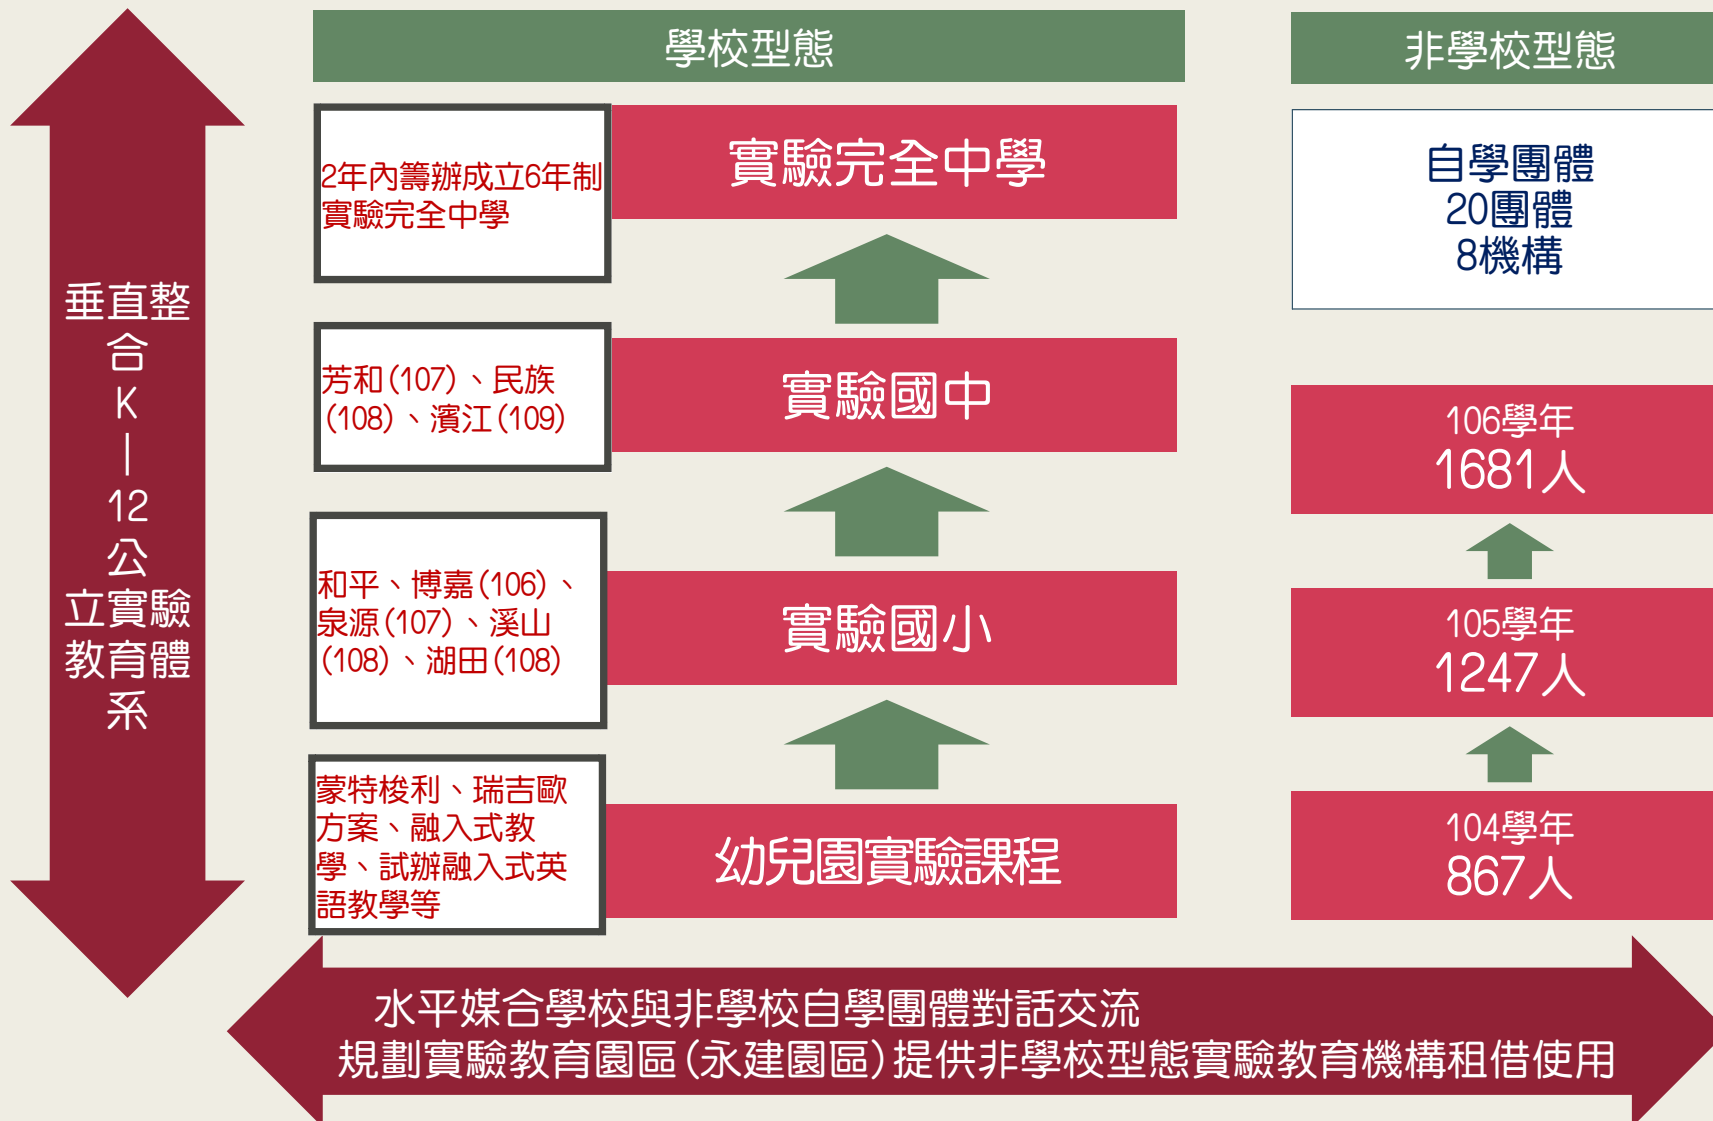 學校型態
非學校型態
2年內籌辦成立6年制
實驗完全中學
實驗完全中學
自學團體
20團體
8機構
垂直整
合
K
—
12
公
立實驗
教育體
系
芳和(107)、民族
(108)、濱江(109)
實驗國中
106學年
1681人
和平、博嘉(106)、
泉源(107)、溪山
(108)、湖田(108)
實驗國小
105學年
1247人
蒙特梭利、瑞吉歐
方案、融入式教
學、試辦融入式英
語教學等
幼兒園實驗課程
104學年
867人
水平媒合學校與非學校自學團體對話交流
規劃實驗教育園區(永建園區)提供非學校型態實驗教育機構租借使用